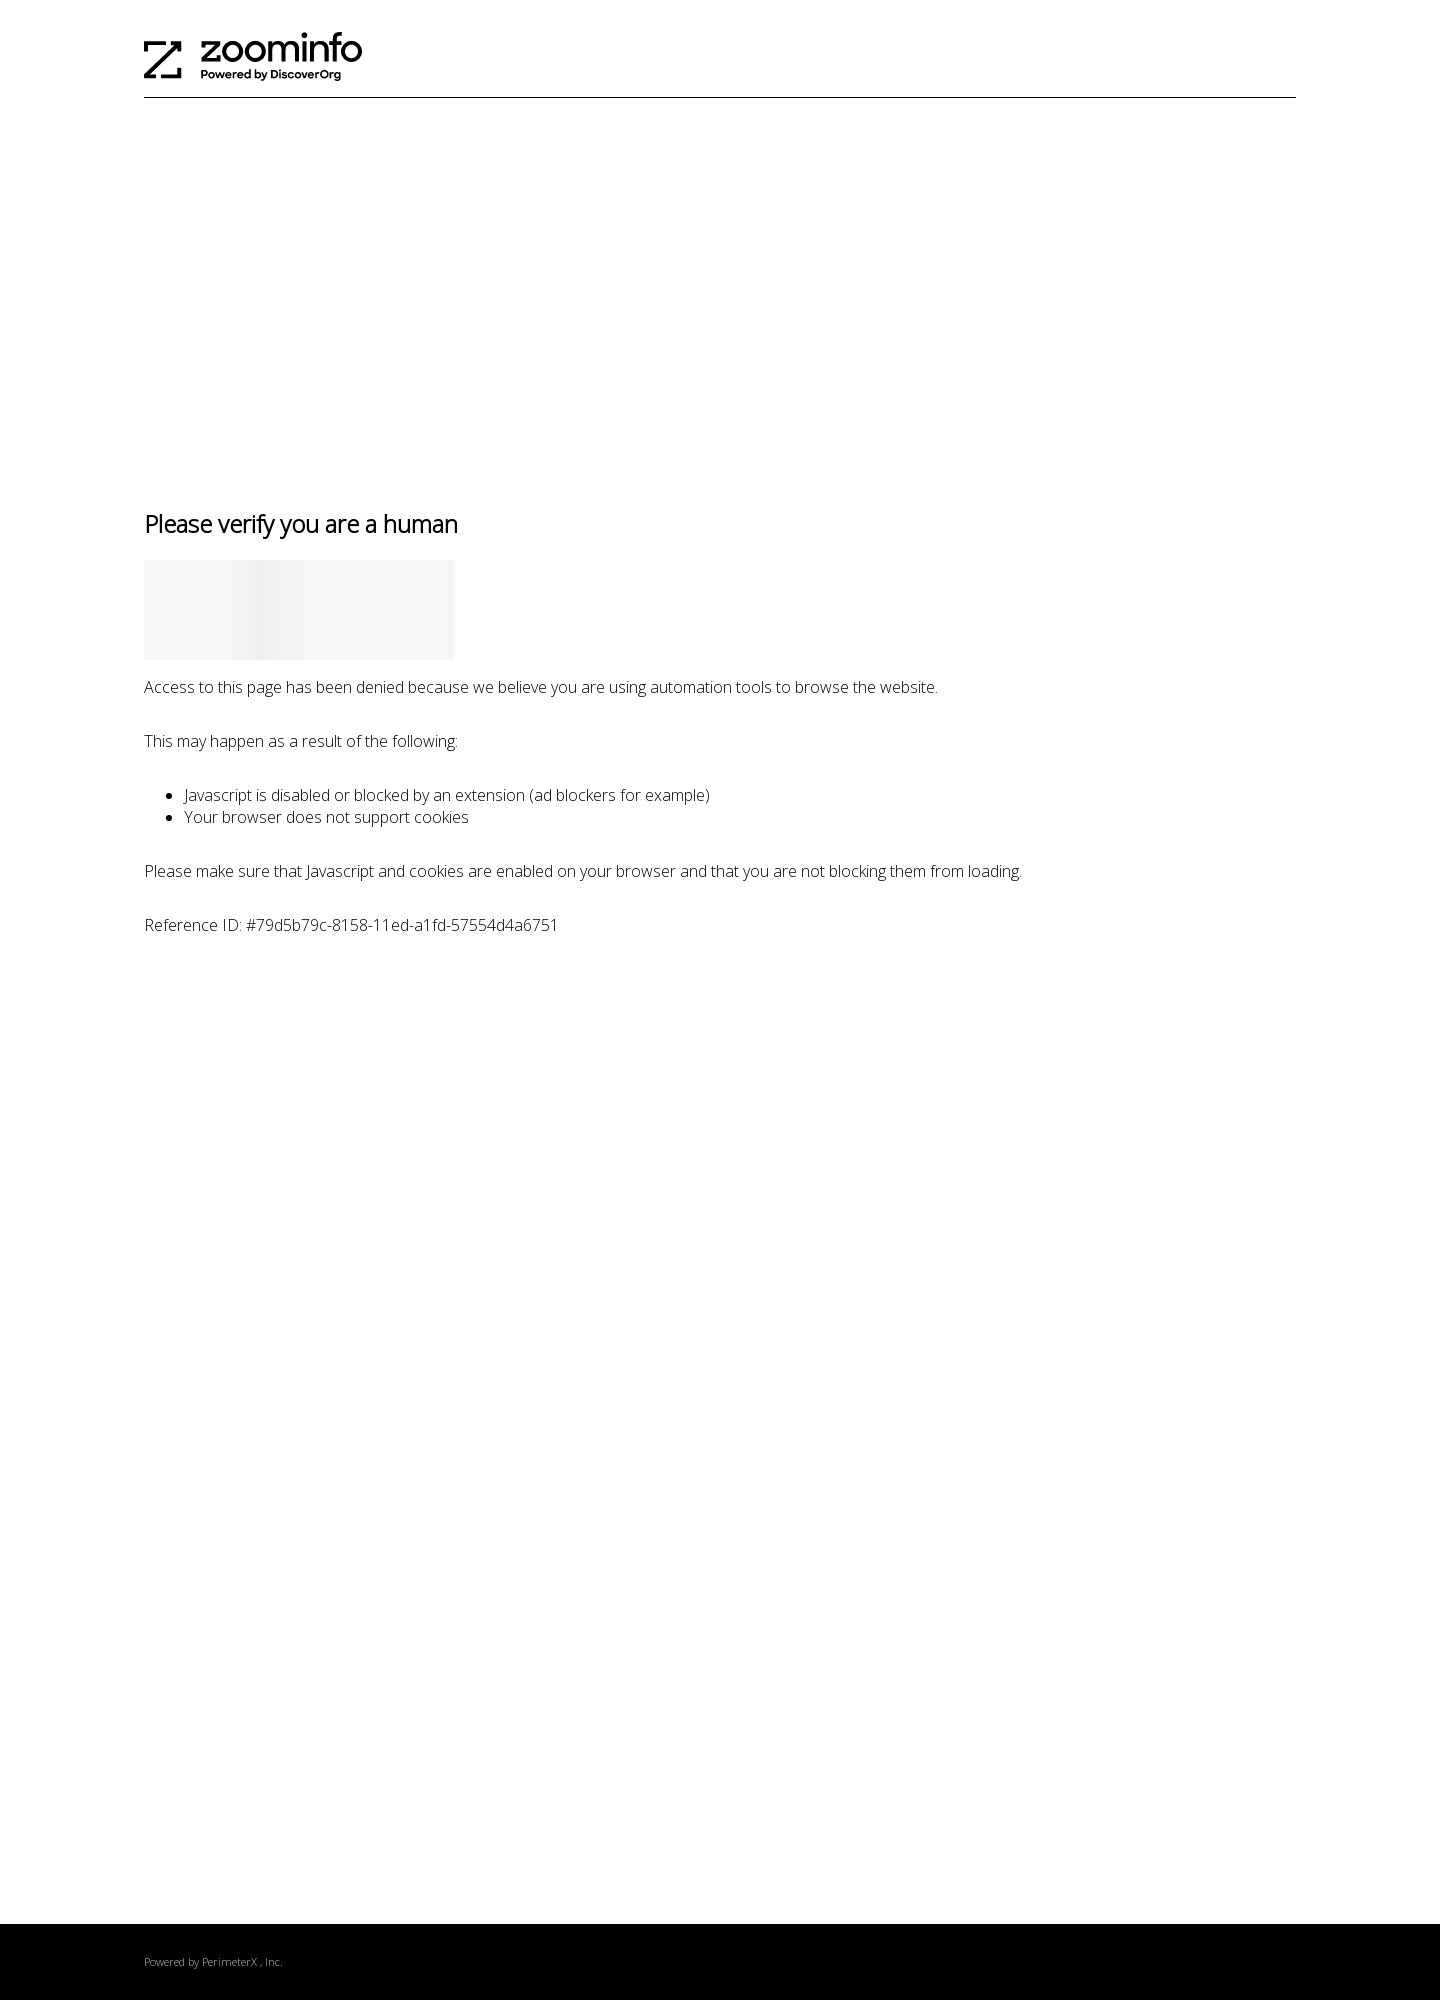 zoominfo
Powered by DiscoverOrg
Please verify you are a human
Access to this page has been denied because we believe you are using automation tools to browse the website.
This may happen as a result of the following:
Javascript is disabled or blocked by an extension (ad blockers for example)
Your browser does not support cookies
Please make sure that Javascript and cookies are enabled on your browser and that you are not blocking them from loading.
Reference ID: #79d5b79c-8158-11ed-a1fd-57554d4a6751
Powered by PerimeterX , Inc.